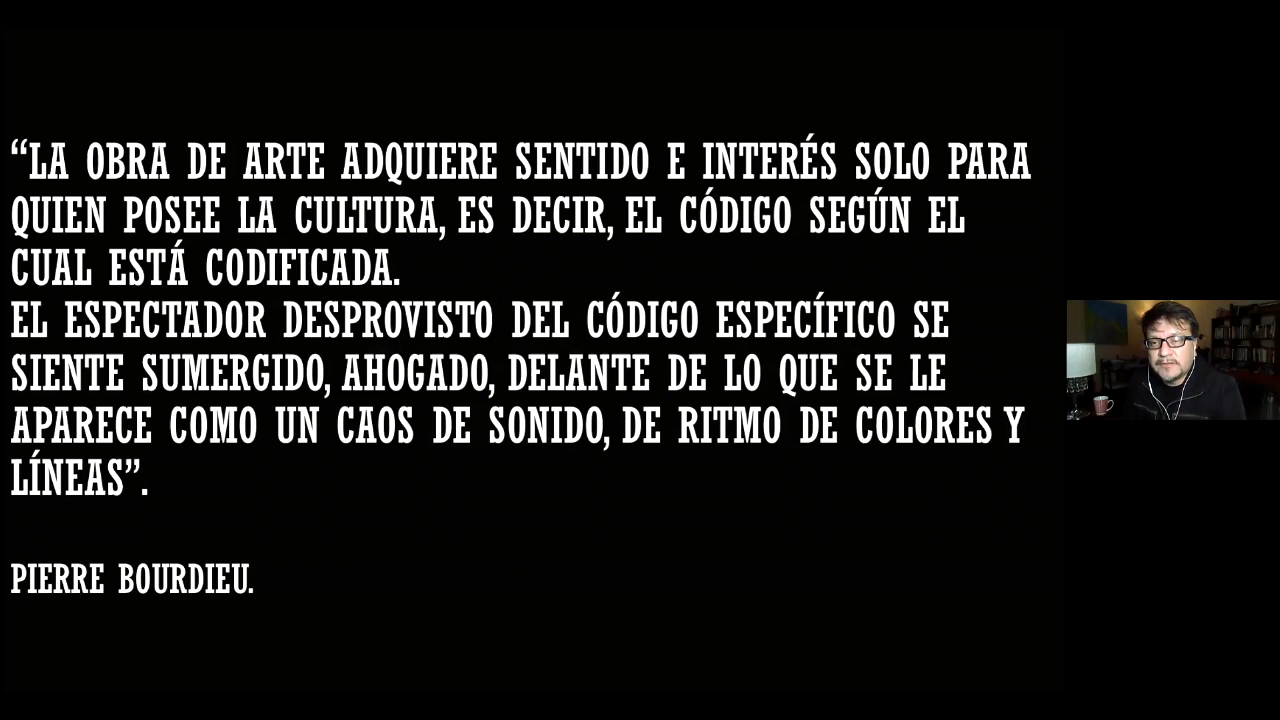 “LA OBRA DE ARTE ADQUIERE SENTIDO E INTERÉS SOLO PARA
QUIEN POSEE LA CULTURA, ES DECIR, EL CÓDIGO SEGÚN EL
CUAL ESTÁ CODIFICADA.
EL ESPECTADOR DESPROVISTO DEL CÓDIGO ESPECÍFICO SE
SIENTE SUMERGIDO, AHOGADO, DELANTE DE LO QUE SE LE
APARECE COMO UN CAOS DE SONIDO, DE RITMO DE COLORES Y
LÍNEAS”.
PIERRE BOURDIEU.